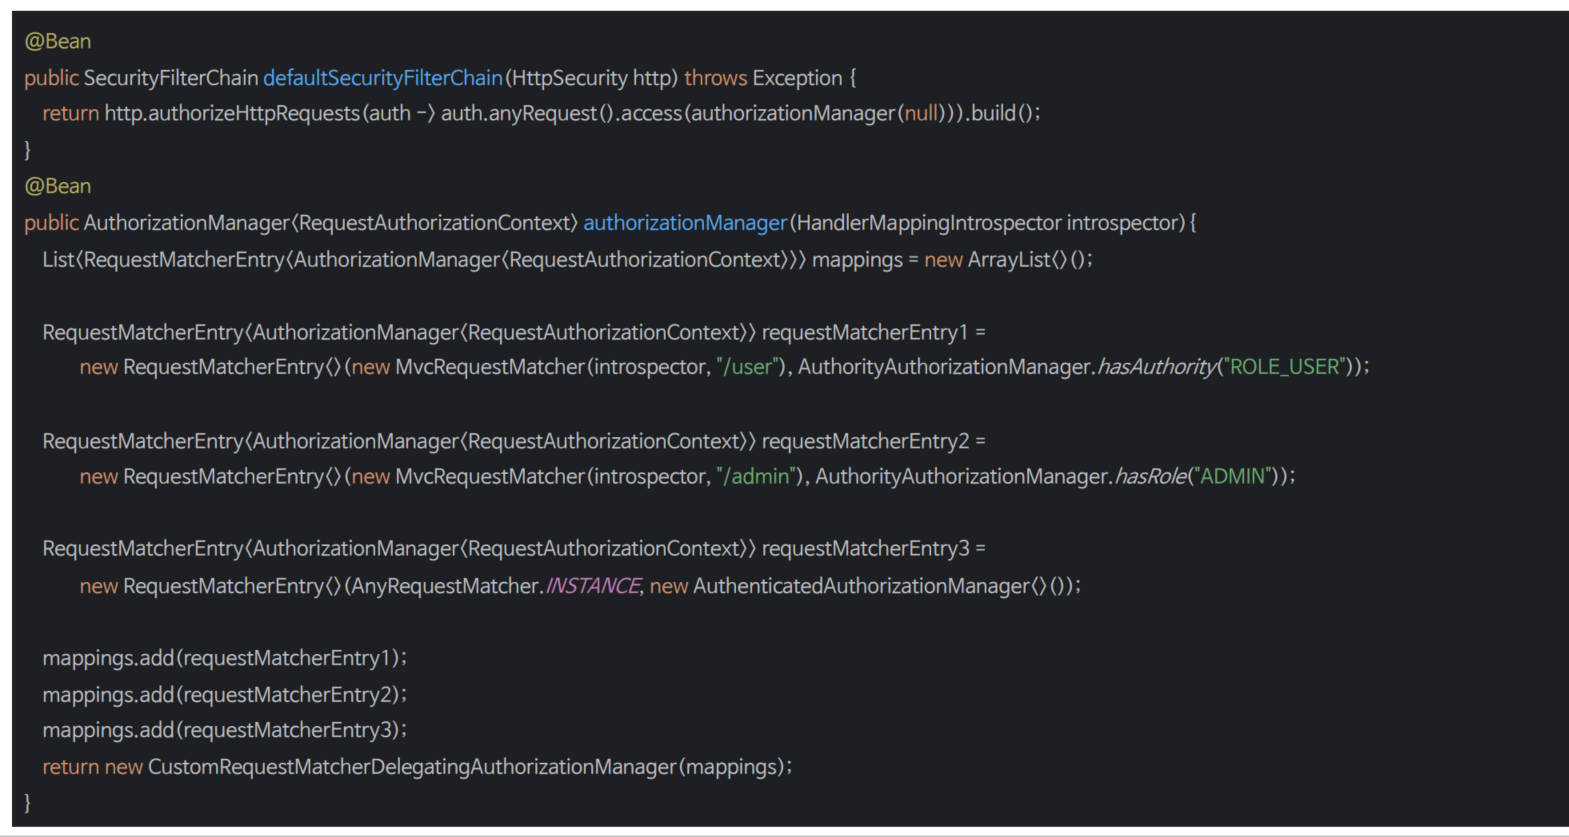 @Bean
public SecurityFilterChain defaultSecurityFilterChain(HttpSecurity http) throws Exception {
return http.authorizeHttpRequests(auth -> auth.anyRequest().access(authorizationManager(null))).build();
}
@Bean
public AuthorizationManager<RequestAuthorizationContext> authorizationManager(HandlerMappingIntrospector introspector) {
List<RequestMatcherEntry<AuthorizationManager<RequestAuthorizationContext>>> mappings = new ArrayList<>();
RequestMatcherEntry<AuthorizationManager<RequestAuthorizationContext>> requestMatcherEntry1 =
new RequestMatcherEntry<>(new MvcRequestMatcher(introspector, "/user"), AuthorityAuthorizationManager.hasAuthority("ROLE_USER"));
RequestMatcherEntry<AuthorizationManager<RequestAuthorizationContext>> requestMatcherEntry2 =
new RequestMatcherEntry<>(new MvcRequestMatcher(introspector, "/admin"), AuthorityAuthorizationManager.hasRole("ADMIN"));
RequestMatcherEntry<AuthorizationManager<RequestAuthorizationContext>> requestMatcherEntry3 =
new RequestMatcherEntry<>(AnyRequestMatcher.INSTANCE, new AuthenticatedAuthorizationManager<>());
mappings.add(requestMatcherEntry1);
mappings.add(requestMatcherEntry2);
mappings.add(requestMatcherEntry3);
return new CustomRequestMatcherDelegatingAuthorizationManager(mappings);
}